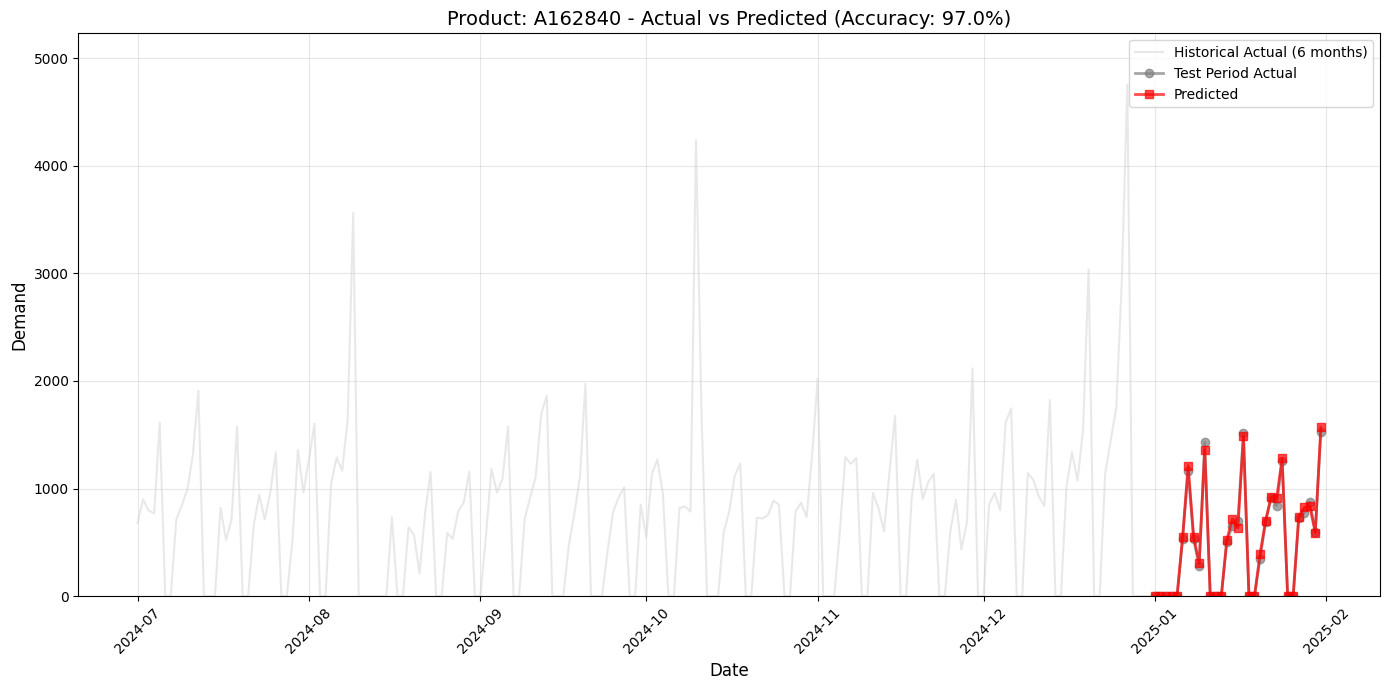 Product: A162840 - Actual vs Predicted (Accuracy: 97.0%)
Historical Actual (6 months)
Test Period Actual
Predicted
Demand
5000
4000
3000
2000
1000
0
2024-07
2024-08
2024-09
2024-10
2024-11
2024-12
2025-01
2025-02
Date